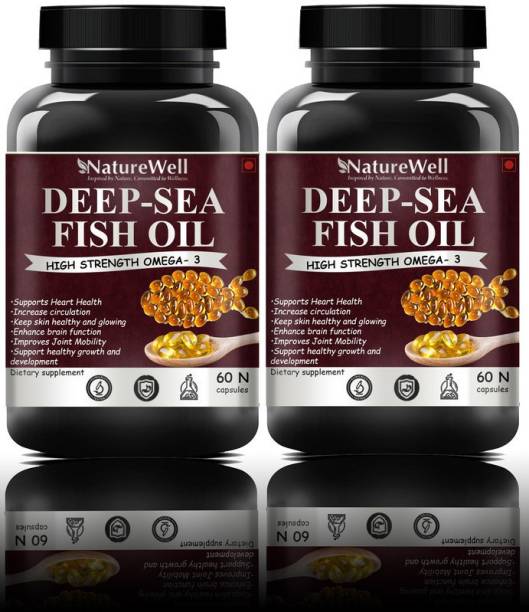 NatureWell
Inspired by Nature, Committed to Wellness
DEEP-SEA
FISH OIL
HIGH STRENGTH OMEGA- 3
•Supports Heart Health
•Increase circulation
•Keep skin healthy and glowing
•Enhance brain function
•Improves Joint Mobility
•Support healthy growth and
development
Dietary supplement
60 N
capsules
NatureWell
Inspired by Nature, Committed to Wellness
DEEP-SEA
FISH OIL
HIGH STRENGTH OMEGA- 3
•Supports Heart Health
•Increase circulation
•Keep skin healthy and glowing
•Enhance brain function
•Improves Joint Mobility
•Support healthy growth and
development
Dietary supplement
60 N
capsules